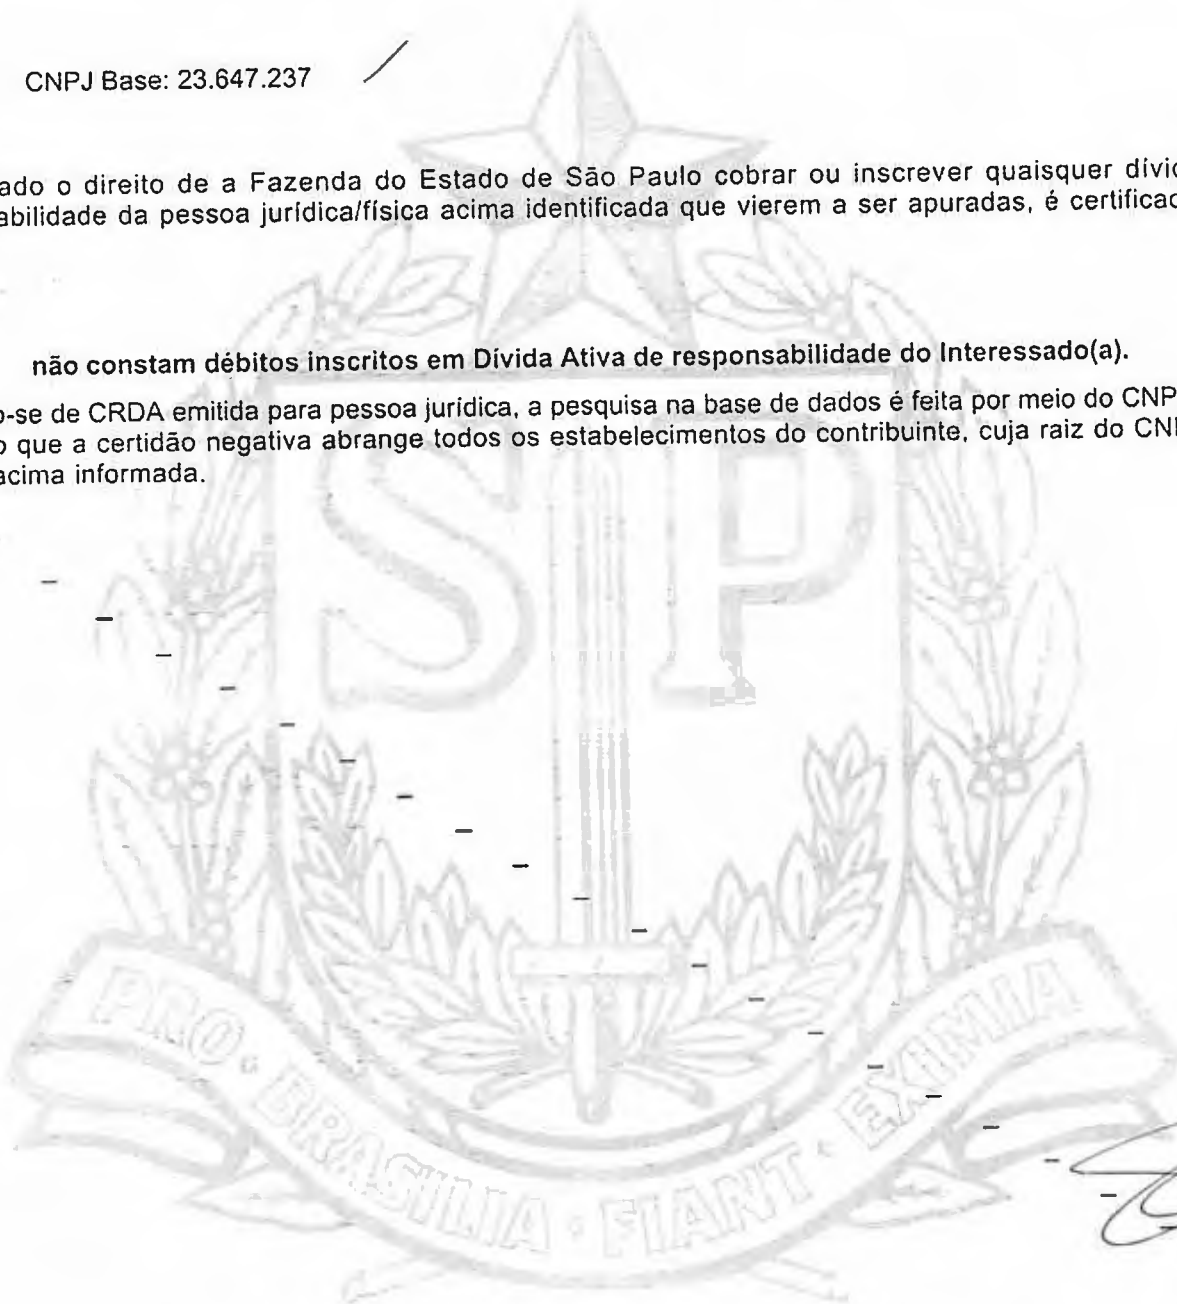 CNPJ Base: 23.647.237
ado o direito de a Fazenda do Estado de São Paulo cobrar ou inscrever quaisquer dívid
abilidade da pessoa jurídica/física acima identificada que vierem a ser apuradas, é certificad
não constam débitos inscritos em Dívida Ativa de responsabilidade do Interessado(a).
o-se de CRDA emitida para pessoa jurídica, a pesquisa na base de dados é feita por meio do CNP
o que a certidão negativa abrange todos os estabelecimentos do contribuinte, cuja raiz do CNI
acima informada.
SP
PRO BRASILIA FIANT EXIMIA